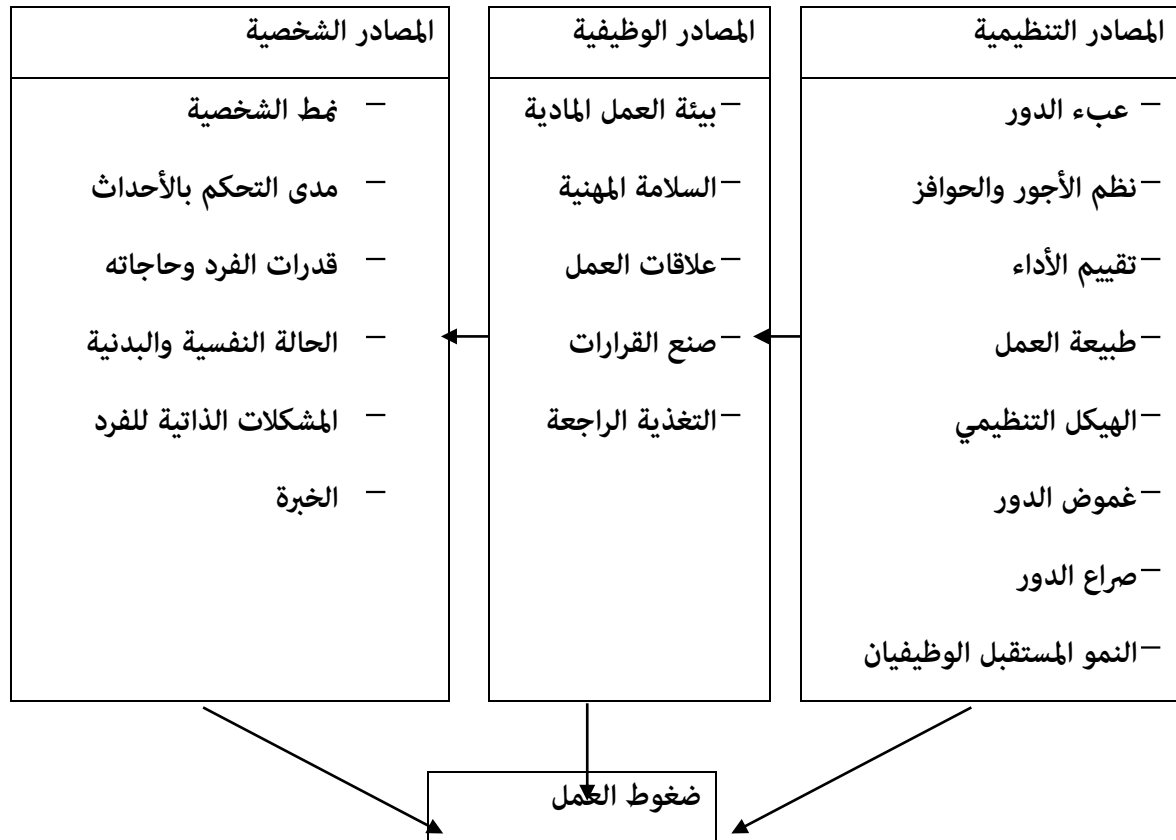 المصادر التنظيمية
– عبء الدور
– نظم الأجور والحوافز
– تقييم الأداء
– طبيعة العمل
– الهيكل التنظيمي
– غموض الدور
– صراع الدور
– النمو المستقبل الوظيفيان
المصادر الوظيفية
– بيئة العمل المادية
– السلامة المهنية
– علاقات العمل
– صنع القرارات
– التغذية الراجعة
المصادر الشخصية
– نمط الشخصية
– مدى التحكم بالأحداث
– قدرات الفرد وحاجاته
– الحالة النفسية والبدنية
– المشكلات الذاتية للفرد
– الخبرة
ضغوط العمل